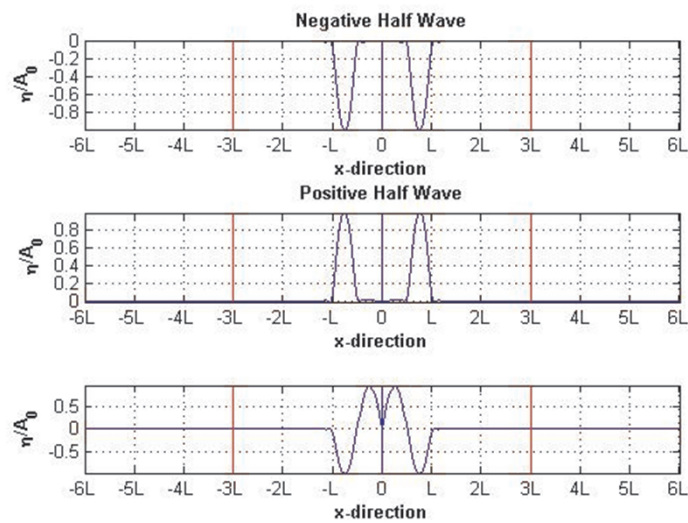 Negative Half Wave
0
-0.2
-0.4
-0.6
-0.8
η/A0
-6L -5L -4L -3L -2L -L 0 L 2L 3L 4L 5L 6L
x-direction
Positive Half Wave
0.8
0.6
0.4
0.2
0
η/A0
-6L -5L -4L -3L -2L -L 0 L 2L 3L 4L 5L 6L
x-direction
0.5
0
-0.5
η/A0
-6L -5L -4L -3L -2L -L 0 L 2L 3L 4L 5L 6L
x-direction